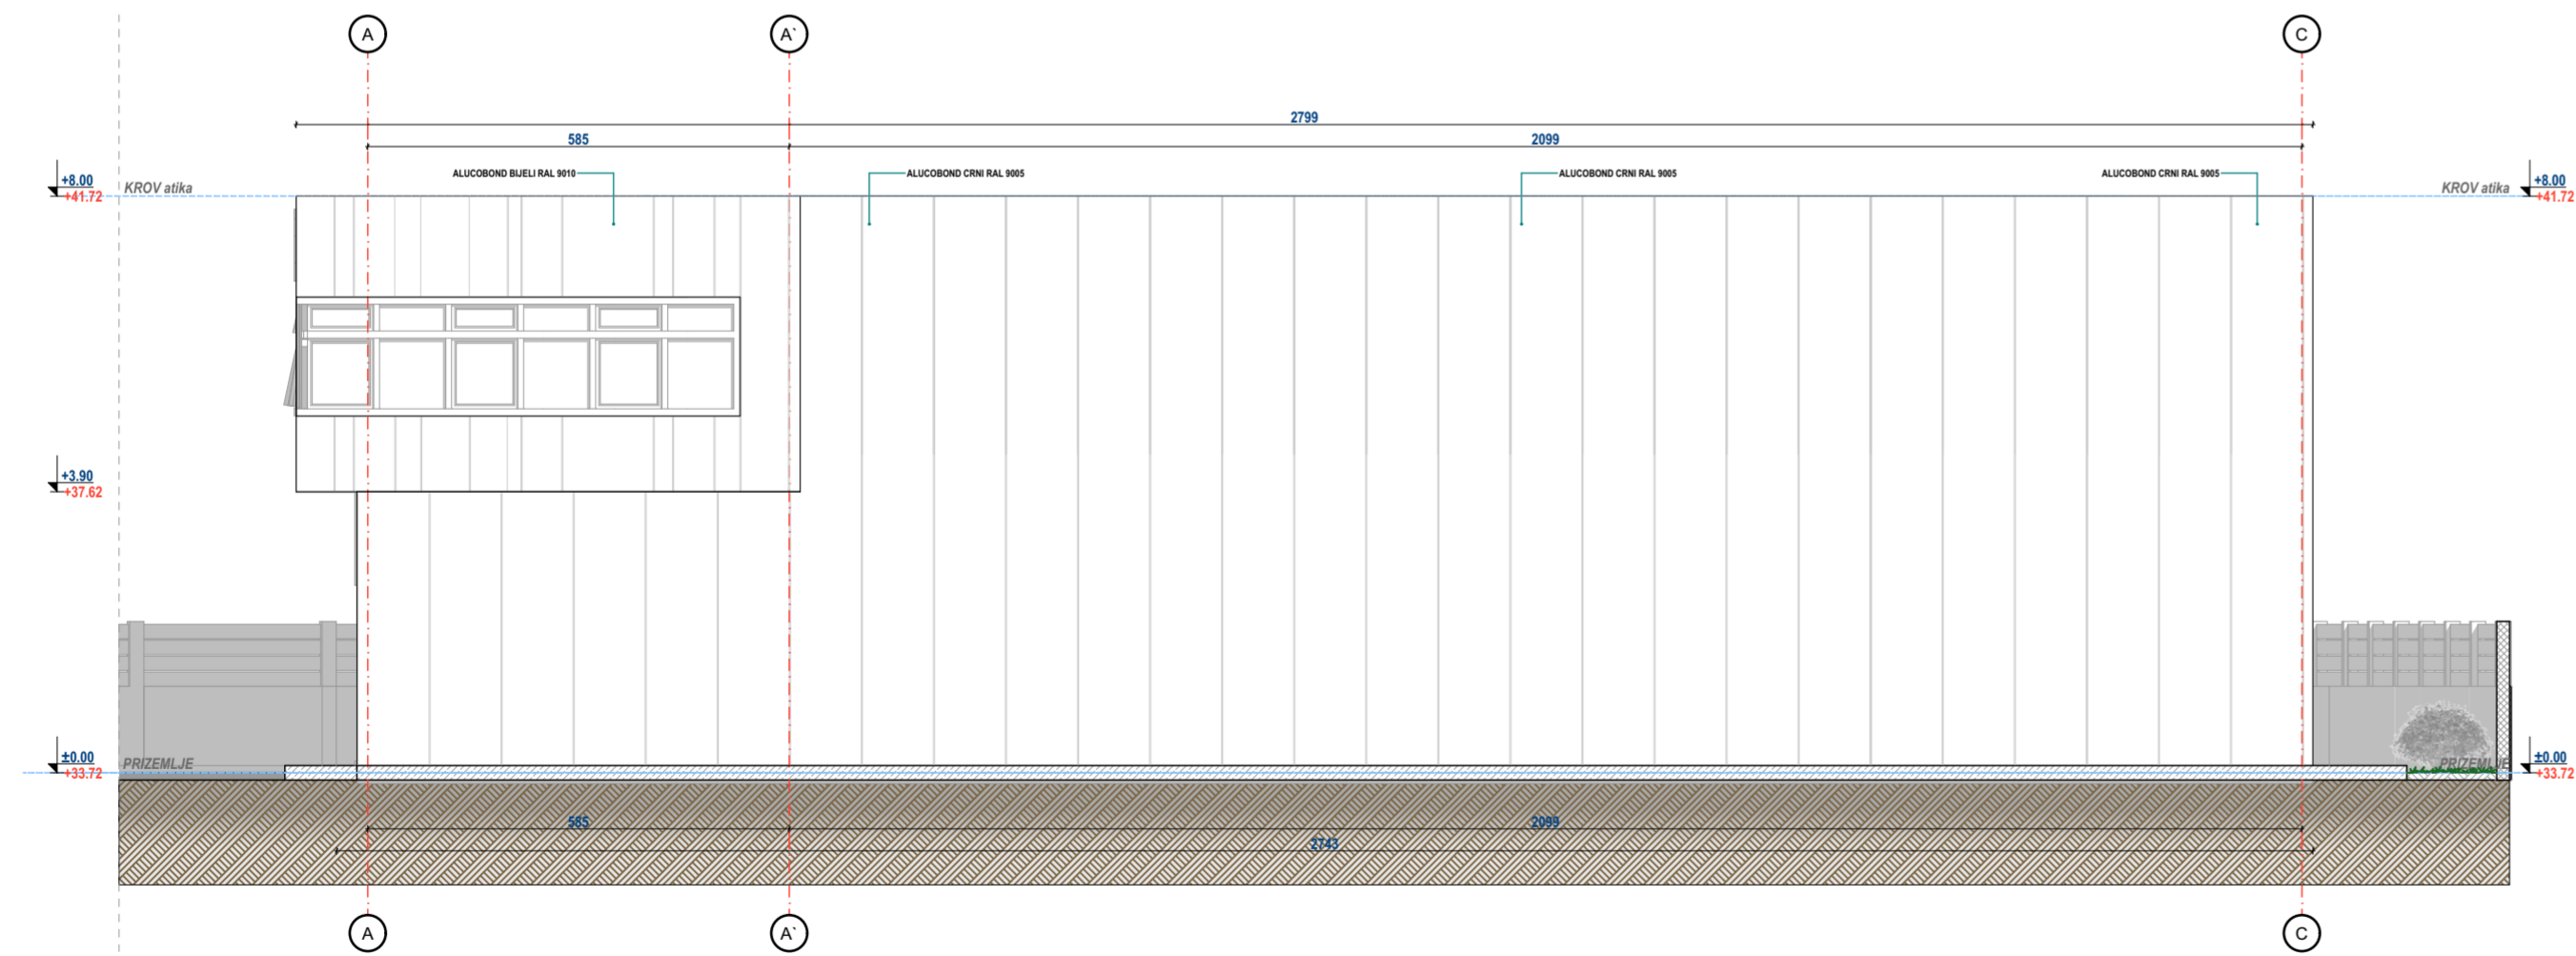 A A` C
2799
585 2099
ALUCOBOND BIJELI RAL 9010 ALUCOBOND CRNI RAL 9005 ALUCOBOND CRNI RAL 9005 ALUCOBOND CRNI RAL 9005
+8.00 KROV atika KROV atika +8.00
+41.72 +41.72
+3.90
+37.62
±0.00 PRIZEMLJE PRIZEMLJE ±0.00
+33.72 +33.72
585 2099
2743
A A` C